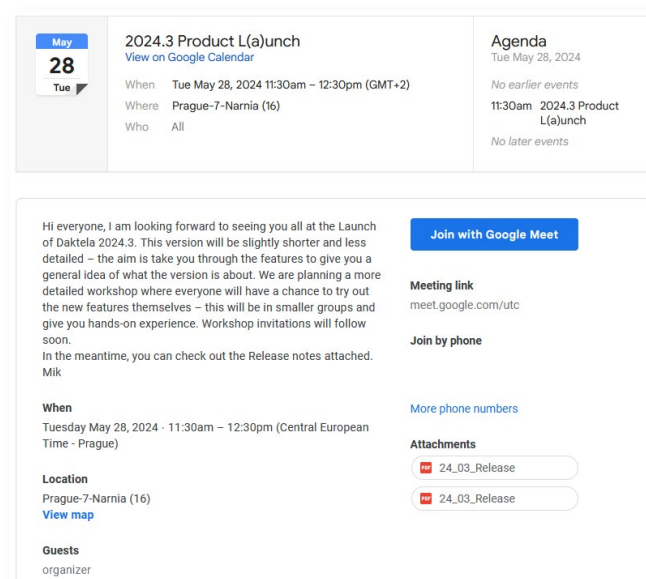 May
28
Tue
2024.3 Product L(a)unch
View on Google Calendar
When Tue May 28, 2024 11:30am – 12:30pm (GMT+2)
Where Prague-7-Narnia (16)
Who All
Agenda
Tue May 28, 2024
No earlier events
11:30am 2024.3 Product
L(a)unch
No later events
Hi everyone, I am looking forward to seeing you all at the Launch
of Daktela 2024.3. This version will be slightly shorter and less
detailed – the aim is take you through the features to give you a
general idea of what the version is about. We are planning a more
detailed workshop where everyone will have a chance to try out
the new features themselves – this will be in smaller groups and
give you hands-on experience. Workshop invitations will follow
soon.
In the meantime, you can check out the Release notes attached.
Mik
When
Tuesday May 28, 2024 · 11:30am – 12:30pm (Central European
Time - Prague)
Location
Prague-7-Narnia (16)
View map
Guests
organizer
Join with Google Meet
Meeting link
meet.google.com/utc
Join by phone
More phone numbers
Attachments
PDF 24_03_Release
PDF 24_03_Release